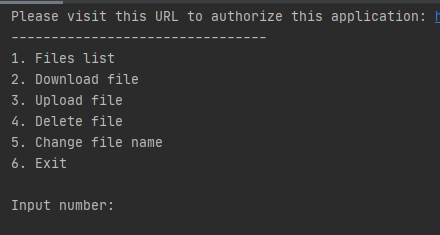 Please visit this URL to authorize this application: h
--------------------------------
1. Files list
2. Download file
3. Upload file
4. Delete file
5. Change file name
6. Exit
Input number: